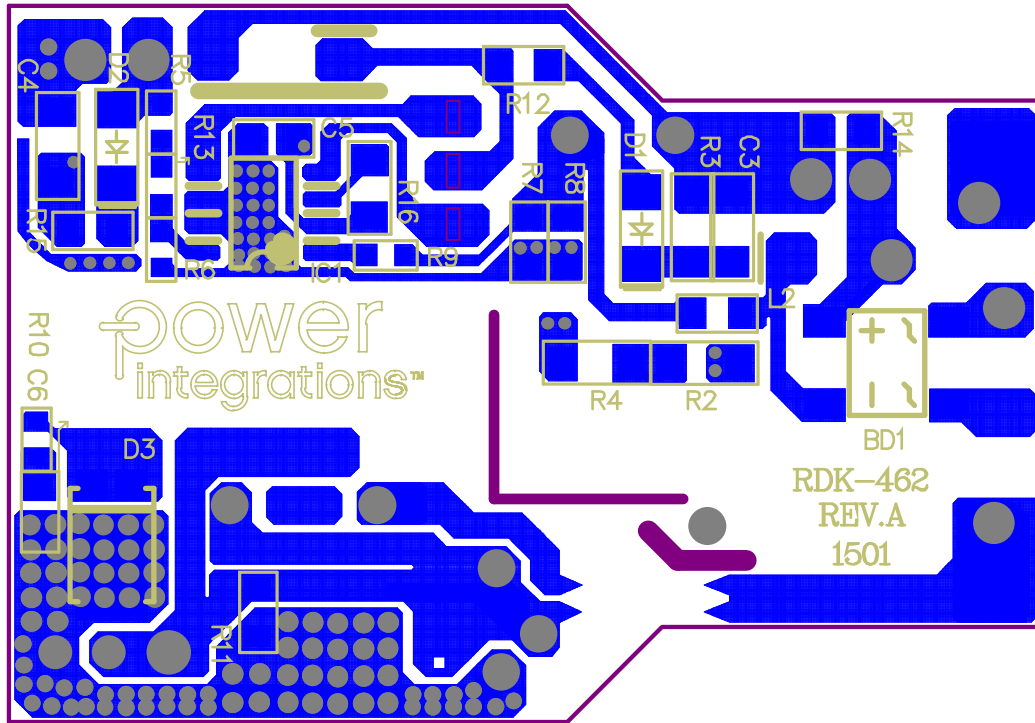 C4
D2
R5
R13
C5
R12
R7
R8
D1
R3
C3
R14
R15
R6
R16
R9
IC1
L2
power
integrations™
R10 C6
R4
R2
BD1
D3
RDK-462
REV.A
1501
R11